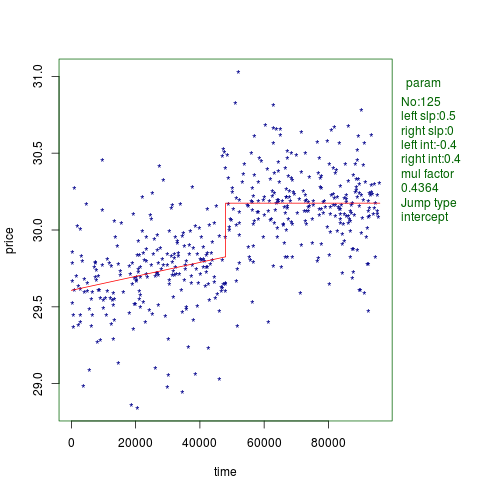 param
No:125
left slp:0.5
right slp:0
left int:-0.4
right int:0.4
mul factor
0.4364
Jump type
intercept
31.0
30.5
30.0
29.5
29.0
price
0 20000 40000 60000 80000
time